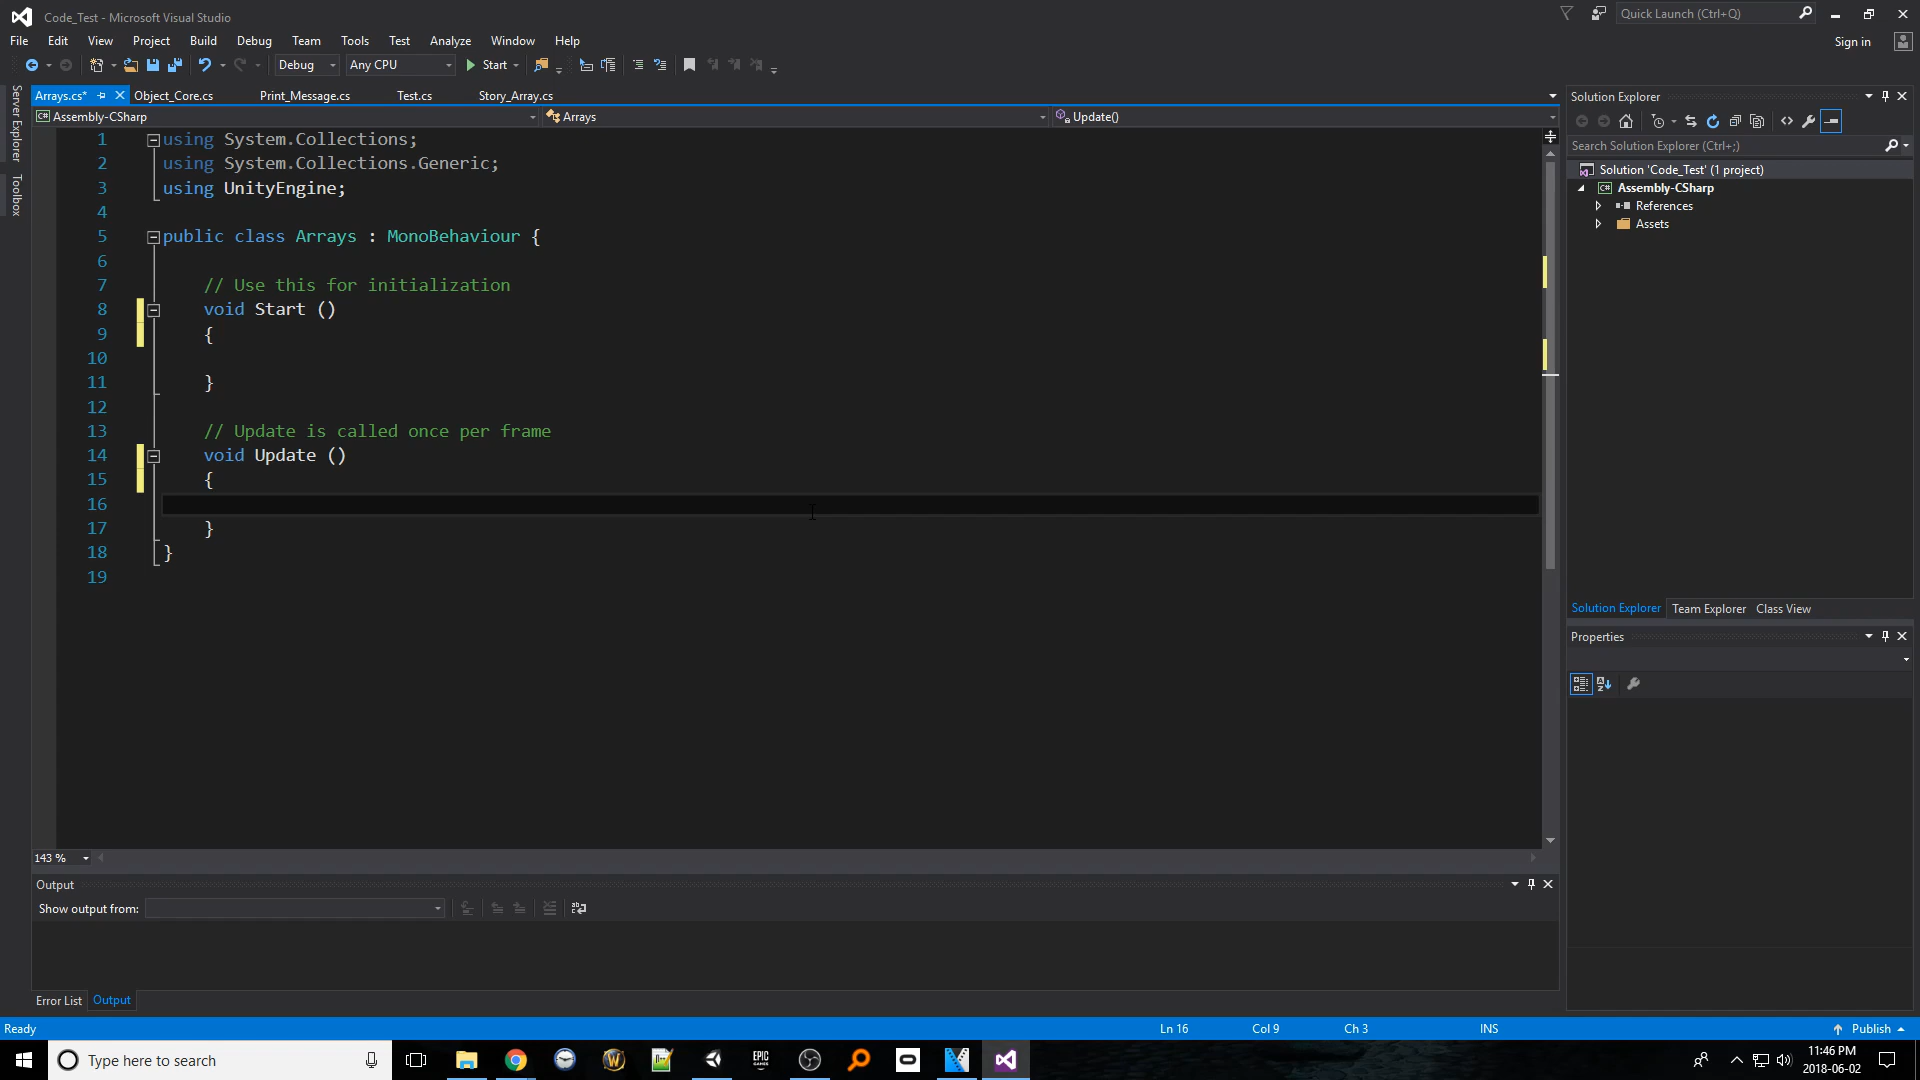 Code_Test - Microsoft Visual Studio
Quick Launch (Ctrl+Q)
File Edit View Project Build Debug Team Tools Test Analyze Window Help
Sign in
Debug Any CPU Start
Server Explorer
Toolbox
Arrays.cs* Object_Core.cs Print_Message.cs Test.cs Story_Array.cs
Assembly-CSharp Arrays Update()
1 using System.Collections;
2 using System.Collections.Generic;
3 using UnityEngine;
4
5 public class Arrays : MonoBehaviour {
6
7 // Use this for initialization
8 void Start ()
9 {
10
11 }
12
13 // Update is called once per frame
14 void Update ()
15 {
16
17 }
18 }
19
143 %
Output
Show output from:
Error List Output
Solution Explorer
Search Solution Explorer (Ctrl+;)
Solution 'Code_Test' (1 project)
Assembly-CSharp
References
Assets
Solution Explorer Team Explorer Class View
Properties
Ready Ln 16 Col 9 Ch 3 INS Publish
Type here to search
EPIC GAMES
11:46 PM
2018-06-02